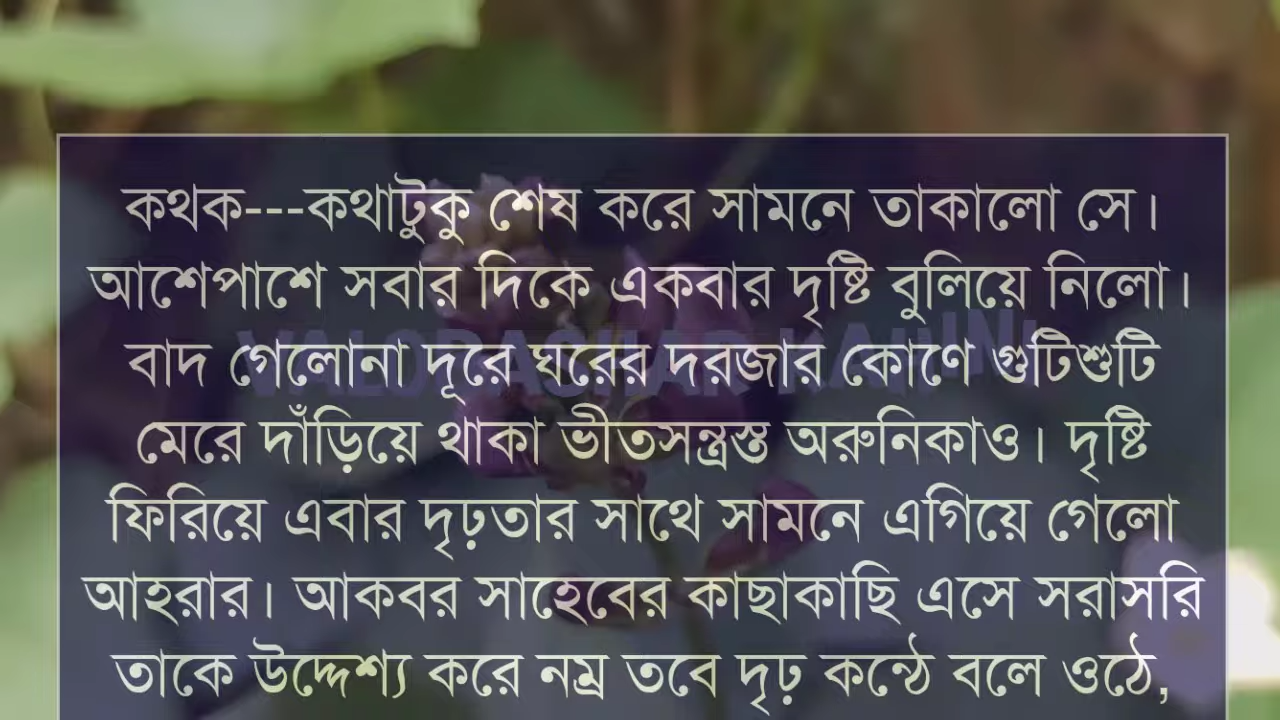 কথক---কথাটুকু শেষ করে সামনে তাকালো সে।
আশেপাশে সবার দিকে একবার দৃষ্টি বুলিয়ে নিলো।
বাদ গেলোনা দূরে ঘরের দরজার কোণে গুটিশুটি
মেরে দাঁড়িয়ে থাকা ভীতসন্ত্রস্ত অরুনিকাও। দৃষ্টি
ফিরিয়ে এবার দৃঢ়তার সাথে সামনে এগিয়ে গেলো
আহরার। আকবর সাহেবের কাছাকাছি এসে সরাসরি
তাকে উদ্দেশ্য করে নম্র তবে দৃঢ় কন্ঠে বলে ওঠে,